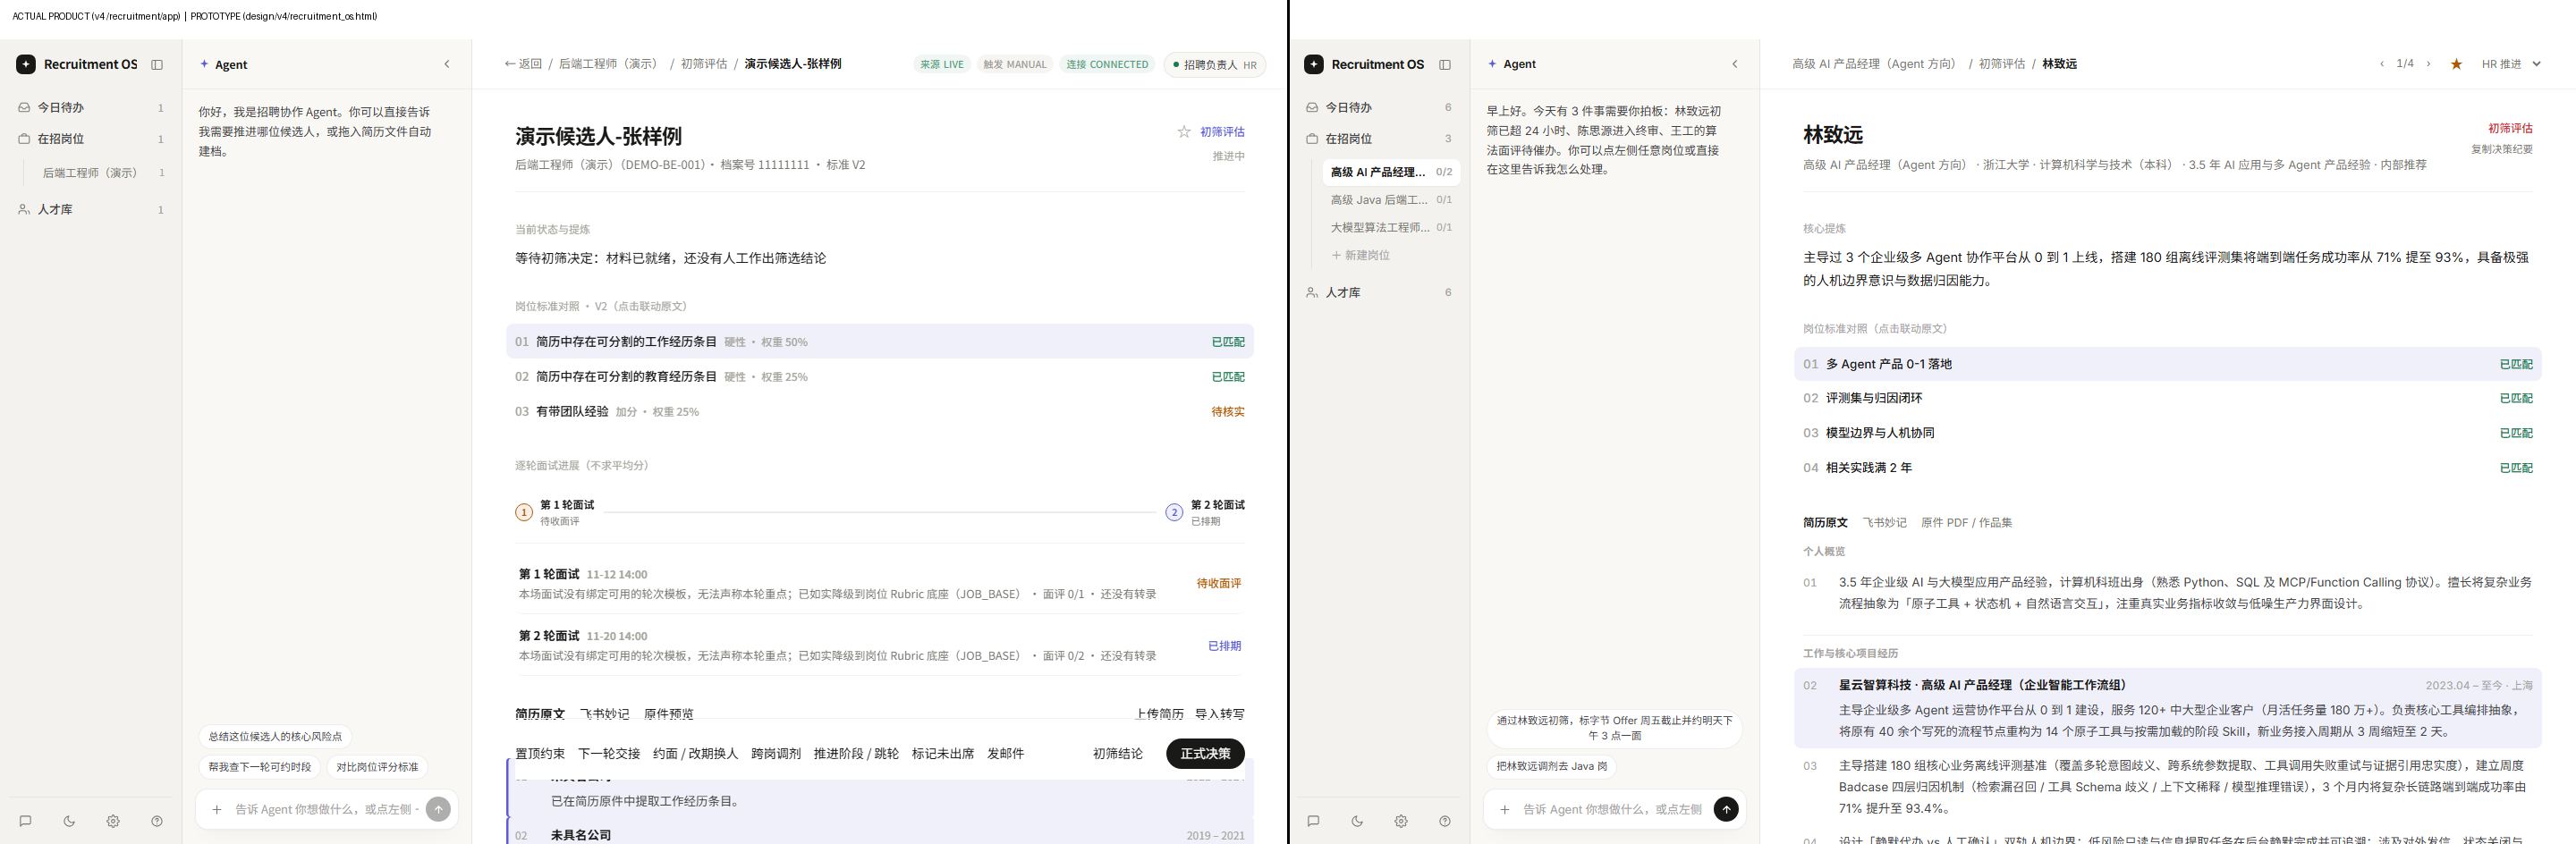 ACTUAL PRODUCT (v4 /recruitment/app) | PROTOTYPE (design/v4/recruitment_os.html)
Recruitment OS
今日待办 1
在招岗位 1
后端工程师（演示） 1
人才库 1
Agent
你好，我是招聘协作 Agent。你可以直接告诉
我需要推进哪位候选人，或拖入简历文件自动
建档。
总结这位候选人的核心风险点
帮我查下一轮可约时段
对比岗位评分标准
告诉 Agent 你想做什么，或点左侧
← 返回 / 后端工程师（演示） / 初筛评估 / 演示候选人-张样例
来源 LIVE
触发 MANUAL
连接 CONNECTED
招聘负责人 HR
演示候选人-张样例
初筛评估
后端工程师（演示）（DEMO-BE-001）· 档案号 11111111 · 标准 V2
推进中
当前状态与提炼
等待初筛决定：材料已就绪，还没有人工作出筛选结论
岗位标准对照 · V2（点击联动原文）
01 简历中存在可分割的工作经历条目 硬性 · 权重 50% 已匹配
02 简历中存在可分割的教育经历条目 硬性 · 权重 25% 已匹配
03 有带团队经验 加分 · 权重 25% 待核实
逐轮面试进展（不求平均分）
1 第 1 轮面试
待收面评
2 第 2 轮面试
已排期
第 1 轮面试 11-12 14:00
待收面评
本场面试没有绑定可用的轮次模板，无法声称本轮重点；已如实降级到岗位 Rubric 底座（JOB_BASE） · 面评 0/1 · 还没有转录
第 2 轮面试 11-20 14:00
已排期
本场面试没有绑定可用的轮次模板，无法声称本轮重点；已如实降级到岗位 Rubric 底座（JOB_BASE） · 面评 0/2 · 还没有转录
简历原文 飞书妙记 原件预览 上传简历 导入转写
置顶约束 下一轮交接 约面 / 改期换人 跨岗调剂 推进阶段 / 跳轮 标记未出席 发邮件 初筛结论 正式决策
已在简历原件中提取工作经历条目。
02 未具名公司 2019 – 2021
Recruitment OS
今日待办 6
在招岗位 3
高级 AI 产品经理... 0/2
高级 Java 后端工... 0/1
大模型算法工程师... 0/1
+ 新建岗位
人才库 6
Agent
早上好。今天有 3 件事需要你拍板：林致远初
筛已超 24 小时、陈思源进入终审、王工的算
法面评待催办。你可以点左侧任意岗位或直接
在这里告诉我怎么处理。
通过林致远初筛，标字节 Offer 周五截止并约明天下
午 3 点一面
把林致远调剂去 Java 岗
告诉 Agent 你想做什么，或点左侧
高级 AI 产品经理（Agent 方向） / 初筛评估 / 林致远
‹ 1/4 ›
★ HR 推进
林致远
初筛评估
复制决策纪要
高级 AI 产品经理（Agent 方向） · 浙江大学 · 计算机科学与技术（本科） · 3.5 年 AI 应用与多 Agent 产品经验 · 内部推荐
核心提炼
主导过 3 个企业级多 Agent 协作平台从 0 到 1 上线，搭建 180 组离线评测集将端到端任务成功率从 71% 提至 93%，具备极强
的人机边界意识与数据归因能力。
岗位标准对照（点击联动原文）
01 多 Agent 产品 0-1 落地 已匹配
02 评测集与归因闭环 已匹配
03 模型边界与人机协同 已匹配
04 相关实践满 2 年 已匹配
简历原文 飞书妙记 原件 PDF / 作品集
个人概览
01 3.5 年企业级 AI 与大模型应用产品经验，计算机科班出身（熟悉 Python、SQL 及 MCP/Function Calling 协议）。擅长将复杂业务
流程抽象为「原子工具 + 状态机 + 自然语言交互」，注重真实业务指标收敛与低噪生产力界面设计。
工作与核心项目经历
02 星云智算科技 · 高级 AI 产品经理（企业智能工作流组） 2023.04 – 至今 · 上海
主导企业级多 Agent 运营协作平台从 0 到 1 建设，服务 120+ 中大型企业客户（月活任务量 180 万+）。负责核心工具编排抽象，
将原有 40 余个写死的流程节点重构为 14 个原子工具与按需加载的阶段 Skill，新业务接入周期从 3 周缩短至 2 天。
03 主导搭建 180 组核心业务离线评测基准（覆盖多轮意图歧义、跨系统参数提取、工具调用失败重试与证据引用忠实度），建立周度
Badcase 四层归因机制（检索漏召回 / 工具 Schema 歧义 / 上下文稀释 / 模型推理错误），3 个月内将复杂长链路端到端成功率由
71% 提升至 93.4%。
04 设计「静默代办 vs 人工确认」双轨人机边界：低风险只读与信息提取任务在后台静默完成并可追溯；涉及对外发信、状态关闭与